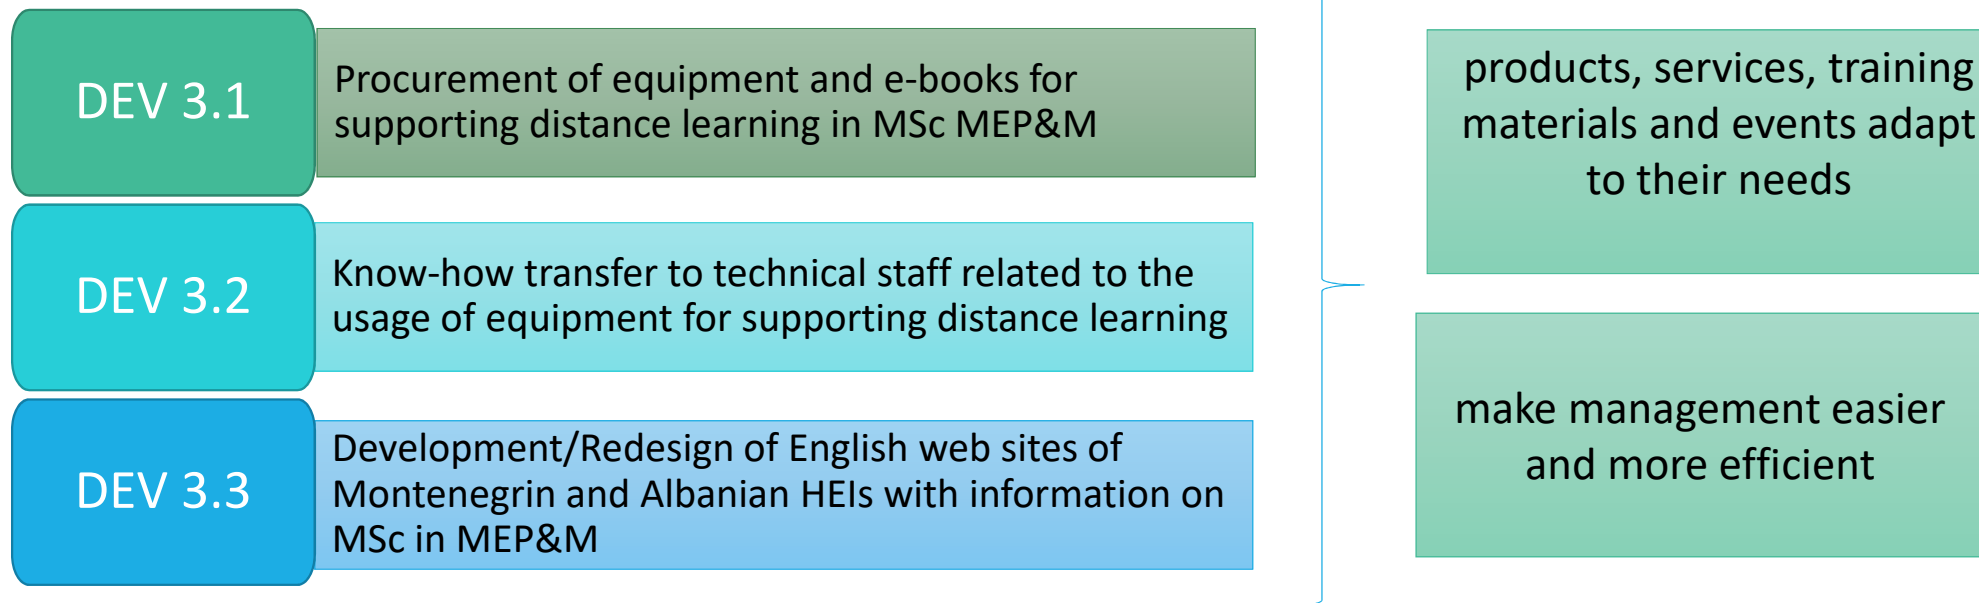 DEV 3.1
Procurement of equipment and e-books for
supporting distance learning in MSc MEP&M
DEV 3.2
Know-how transfer to technical staff related to the
usage of equipment for supporting distance learning
DEV 3.3
Development/Redesign of English web sites of
Montenegrin and Albanian HEIs with information on
MSc in MEP&M
products, services, training
materials and events adapt
to their needs
make management easier
and more efficient